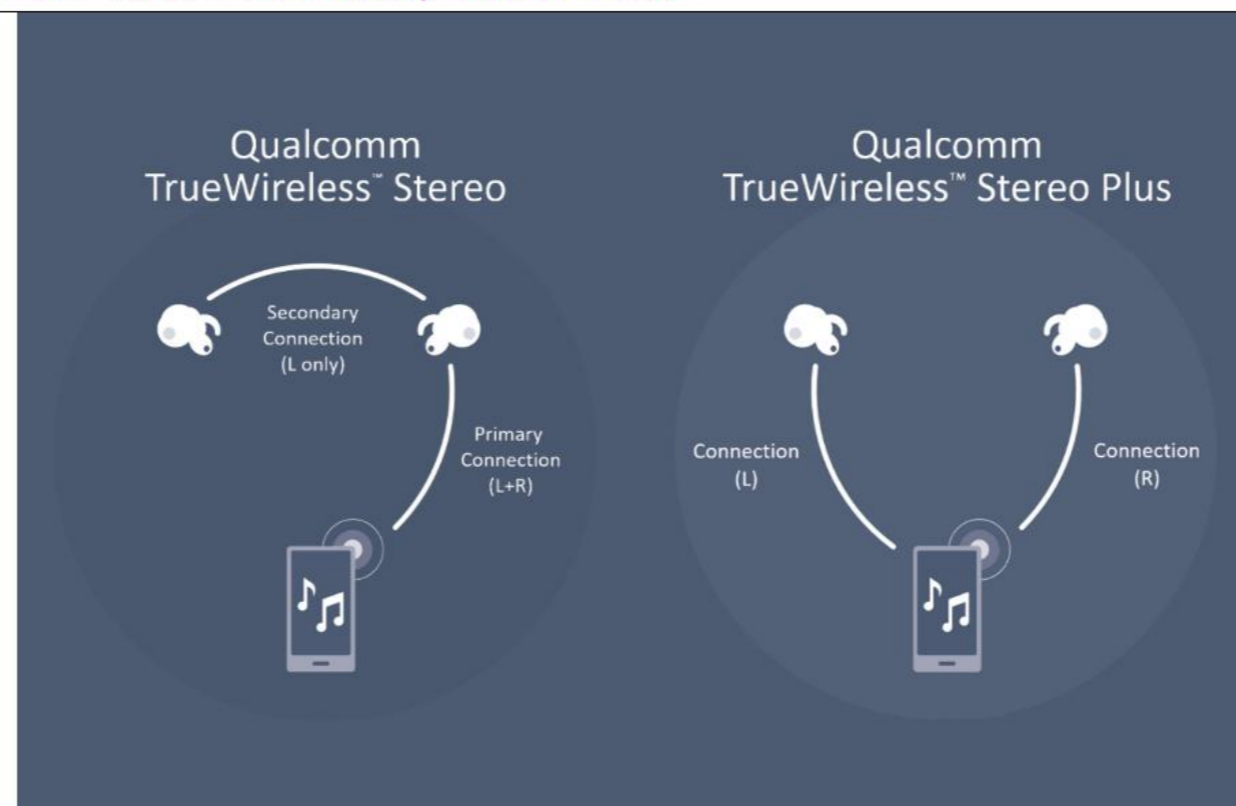 Qualcomm
TrueWireless™ Stereo
Secondary
Connection
(L only)
Primary
Connection
(L+R)
Qualcomm
TrueWireless™ Stereo Plus
Connection
(L)
Connection
(R)